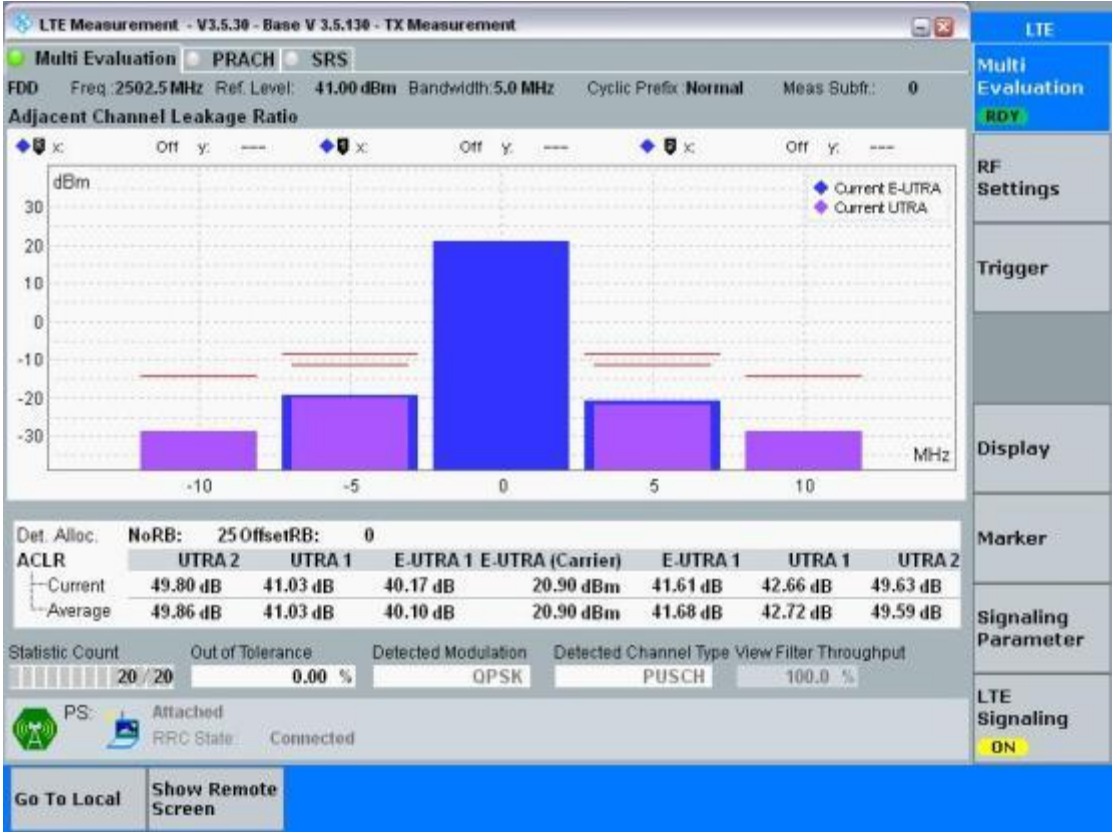 LTE Measurement - V3.5.30 - Base V 3.5.130 - TX Measurement
LTE
Multi Evaluation PRACH SRS
FDD Freq.:2502.5 MHz Ref. Level: 41.00 dBm Bandwidth:5.0 MHz Cyclic Prefix:Normal Meas Subfr.: 0
Adjacent Channel Leakage Ratio
x: Off y: --- x: Off y: --- x: Off y: ---
dBm
Current E-UTRA
Current UTRA
30
20
10
0
-10
-20
-30
MHz
-10 -5 0 5 10
Det. Alloc. NoRB: 25 OffsetRB: 0
ACLR UTRA 2 UTRA 1 E-UTRA 1 E-UTRA (Carrier) E-UTRA 1 UTRA 1 UTRA 2
Current 49.80 dB 41.03 dB 40.17 dB 20.90 dBm 41.61 dB 42.66 dB 49.63 dB
Average 49.86 dB 41.03 dB 40.10 dB 20.90 dBm 41.68 dB 42.72 dB 49.59 dB
Statistic Count Out of Tolerance Detected Modulation Detected Channel Type View Filter Throughput
20 / 20 0.00 % QPSK PUSCH 100.0 %
PS: Attached
RRC State: Connected
Multi
Evaluation
RDY
RF
Settings
Trigger
Display
Marker
Signaling
Parameter
LTE
Signaling
ON
Go To Local
Show Remote
Screen